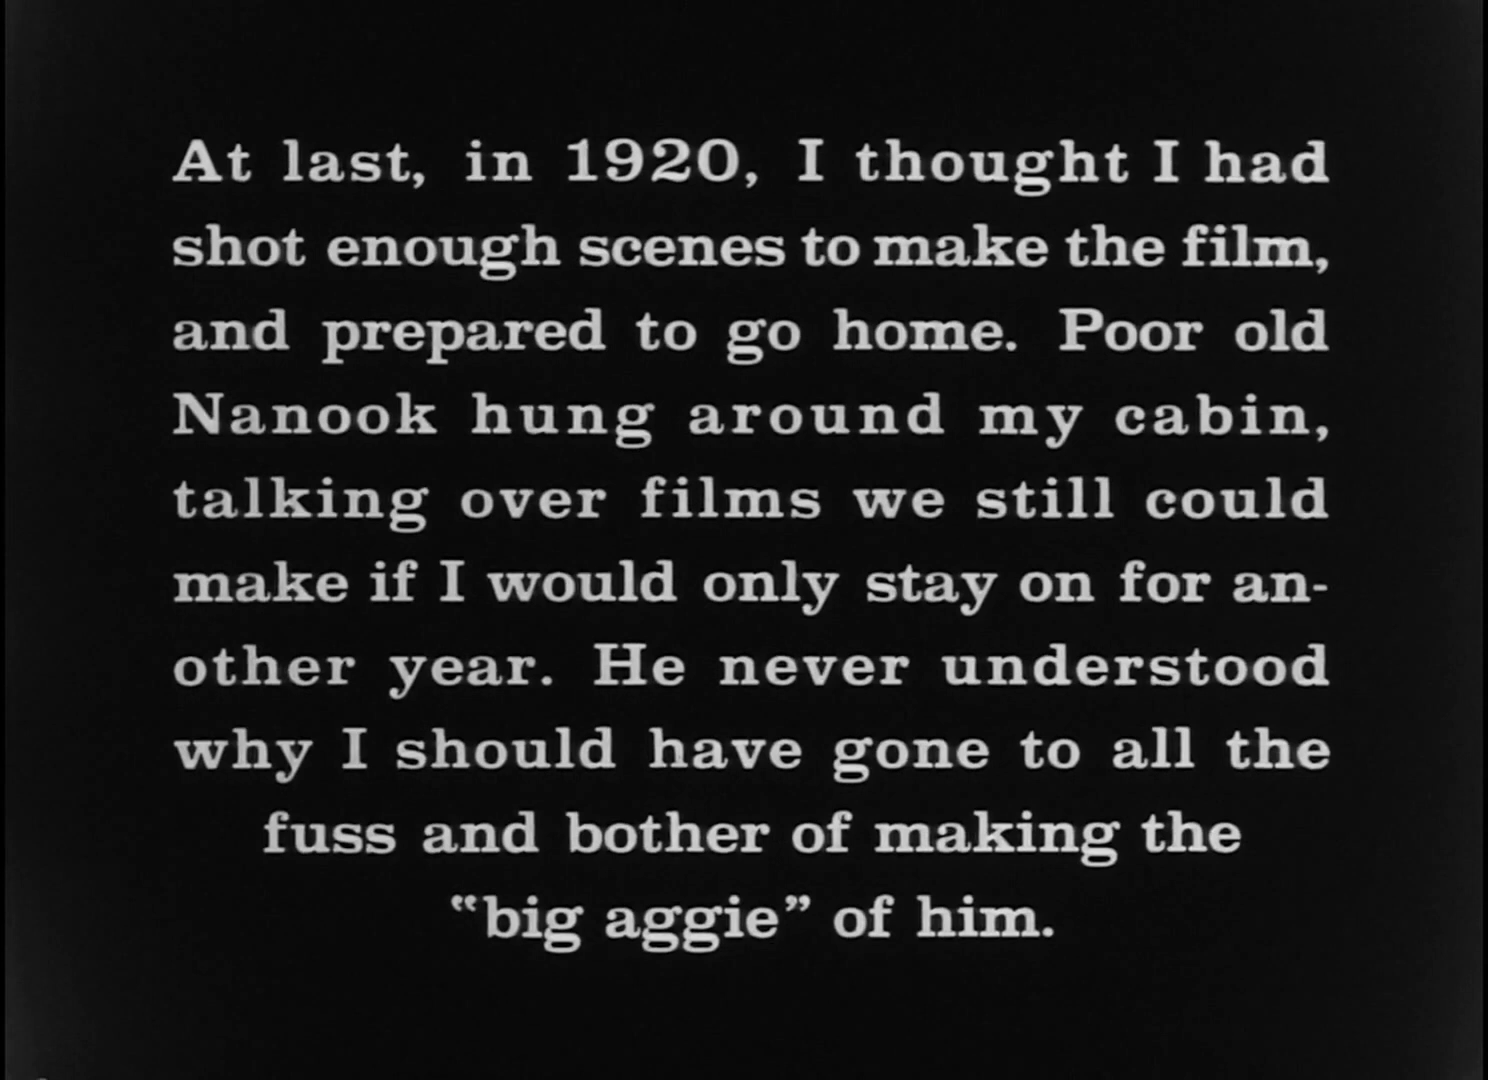 At last, in 1920, I thought I had
shot enough scenes to make the film,
and prepared to go home. Poor old
Nanook hung around my cabin,
talking over films we still could
make if I would only stay on for an-
other year. He never understood
why I should have gone to all the
fuss and bother of making the
“big aggie” of him.